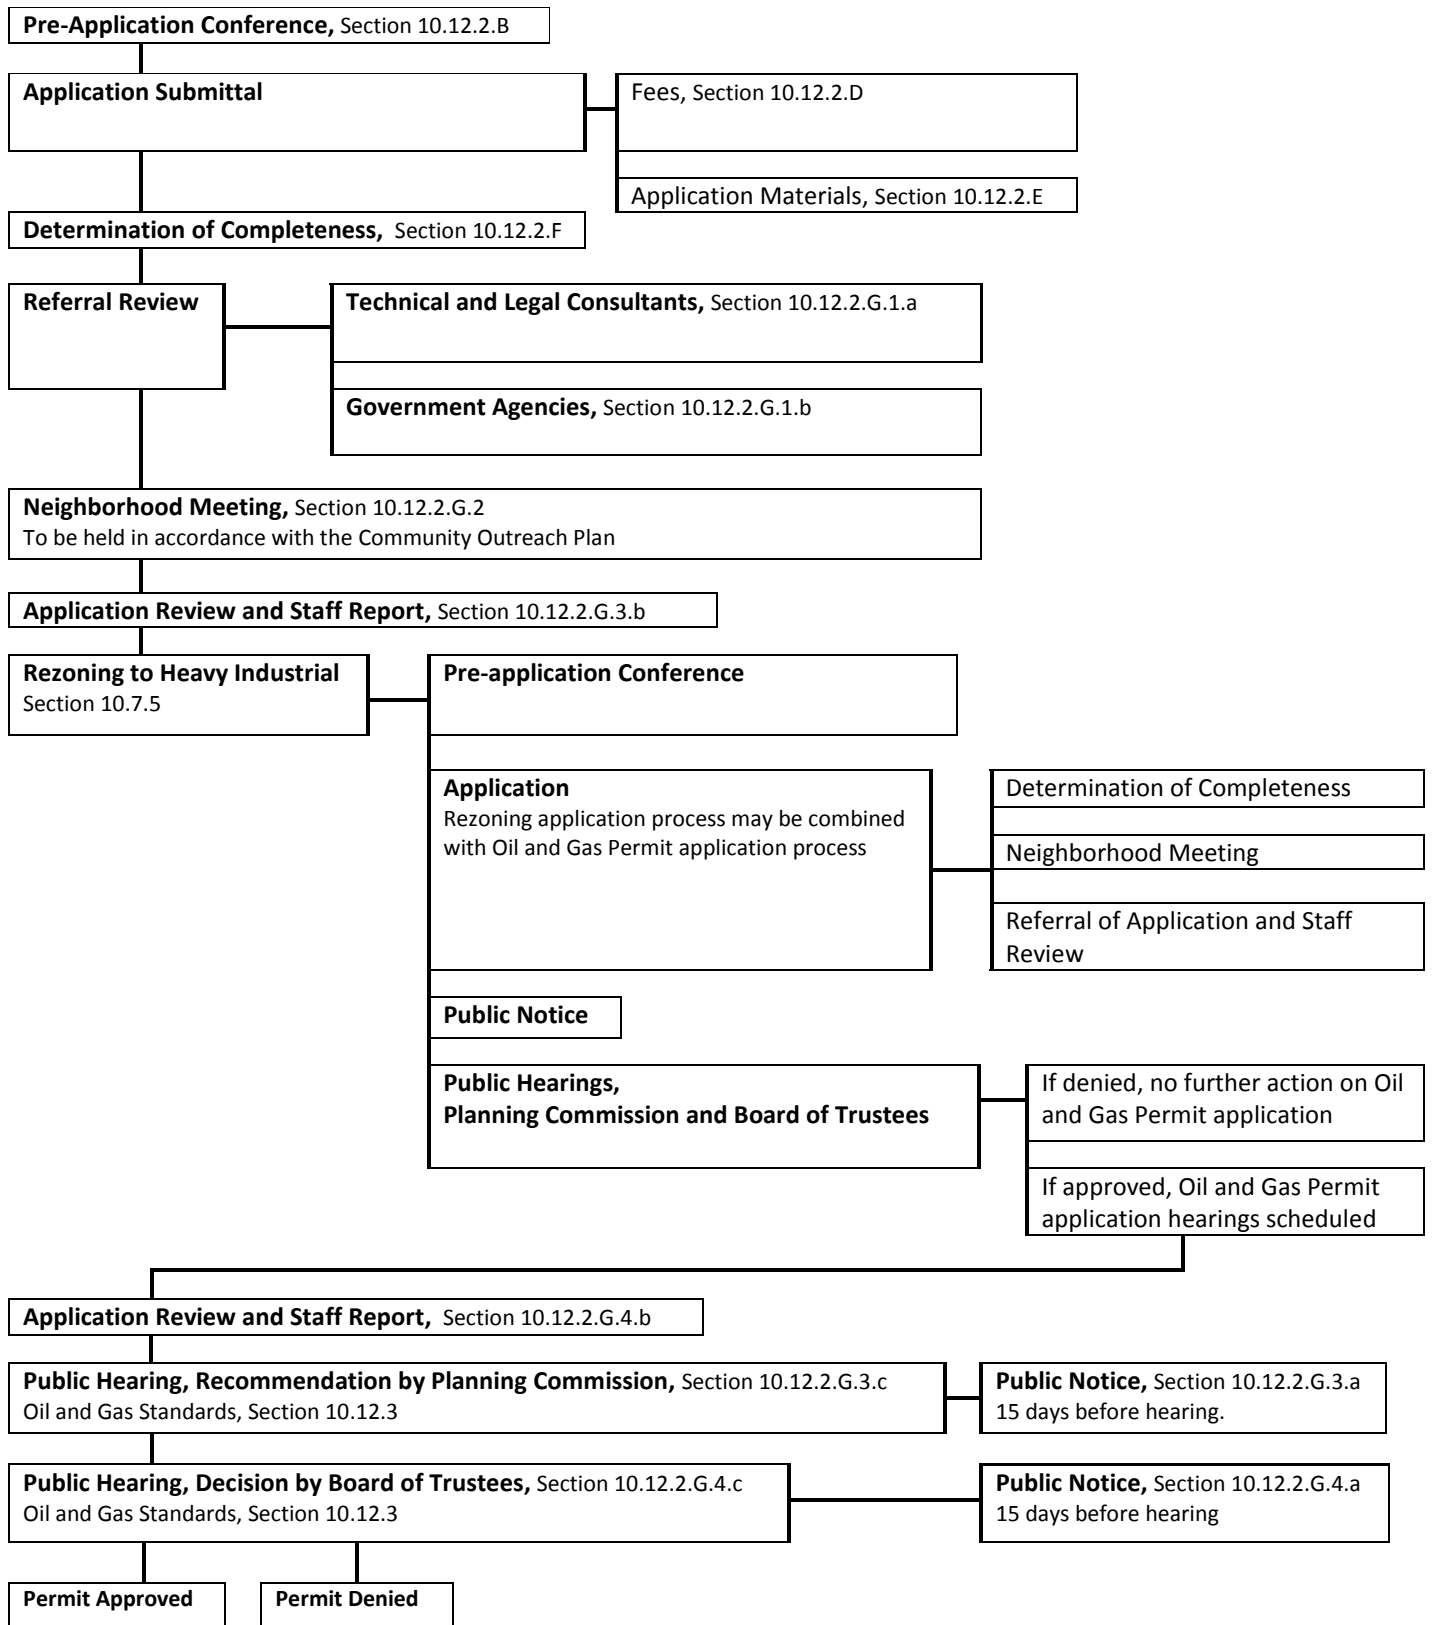 Pre-Application Conference, Section 10.12.2.B
Application Submittal
Fees, Section 10.12.2.D
Application Materials, Section 10.12.2.E
Determination of Completeness, Section 10.12.2.F
Referral Review
Technical and Legal Consultants, Section 10.12.2.G.1.a
Government Agencies, Section 10.12.2.G.1.b
Neighborhood Meeting, Section 10.12.2.G.2
To be held in accordance with the Community Outreach Plan
Application Review and Staff Report, Section 10.12.2.G.3.b
Rezoning to Heavy Industrial
Section 10.7.5
Pre-application Conference
Application
Rezoning application process may be combined
with Oil and Gas Permit application process
Determination of Completeness
Neighborhood Meeting
Referral of Application and Staff
Review
Public Notice
Public Hearings,
Planning Commission and Board of Trustees
If denied, no further action on Oil
and Gas Permit application
If approved, Oil and Gas Permit
application hearings scheduled
Application Review and Staff Report, Section 10.12.2.G.4.b
Public Hearing, Recommendation by Planning Commission, Section 10.12.2.G.3.c
Oil and Gas Standards, Section 10.12.3
Public Notice, Section 10.12.2.G.3.a
15 days before hearing.
Public Hearing, Decision by Board of Trustees, Section 10.12.2.G.4.c
Oil and Gas Standards, Section 10.12.3
Public Notice, Section 10.12.2.G.4.a
15 days before hearing
Permit Approved
Permit Denied